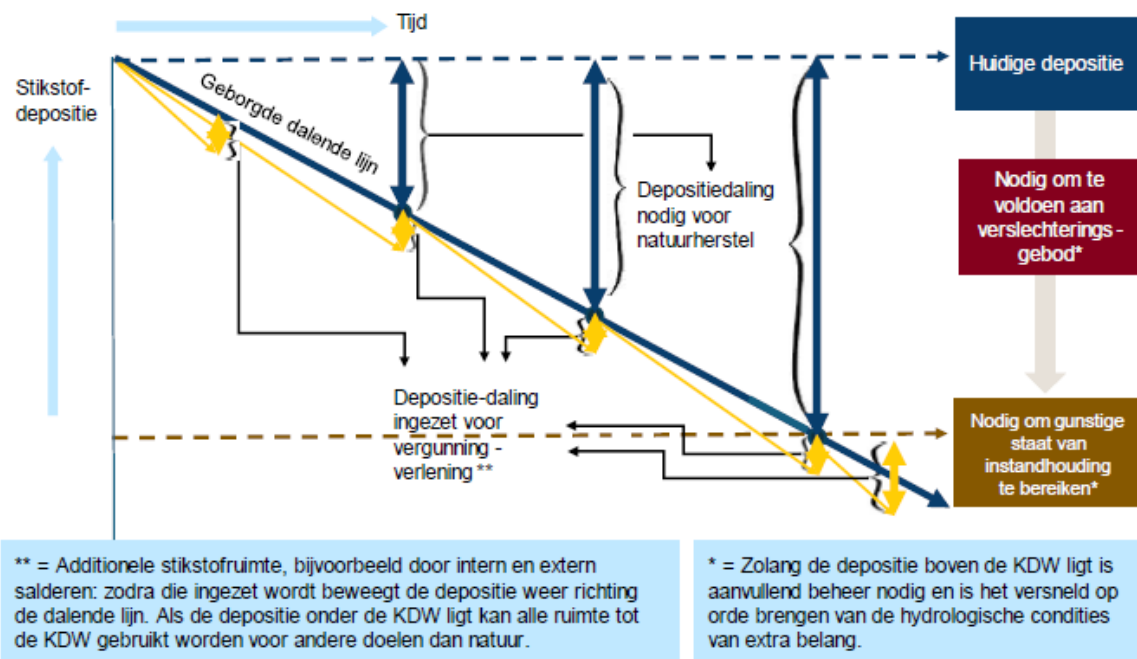 Tijd
Stikstof-
depositie
Geborgde dalende lijn
Huidige depositie
Depositiedaling
nodig voor
natuurherstel
Nodig om te
voldoen aan
verslechterings -
gebod*
Depositie-daling
ingezet voor
vergunning -
verlening **
Nodig om gunstige
staat van
instandhouding
te bereiken*
** = Additionele stikstofruimte, bijvoorbeeld door intern en extern
salderen: zodra die ingezet wordt beweegt de depositie weer richting
de dalende lijn. Als de depositie onder de KDW ligt kan alle ruimte tot
de KDW gebruikt worden voor andere doelen dan natuur.
* = Zolang de depositie boven de KDW ligt is
aanvullend beheer nodig en is het versneld op
orde brengen van de hydrologische condities
van extra belang.